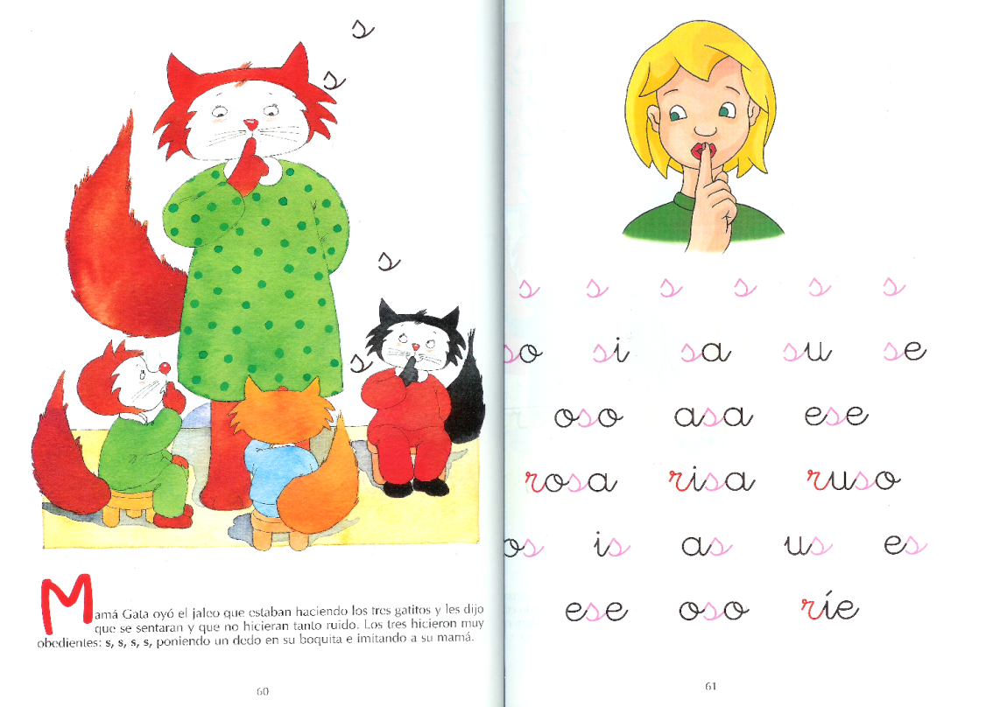 s
s
s
s
Mamá Gata oyó el jaleo que estaban haciendo los tres gatitos y les dijo
que se sentaran y que no hicieran tanto ruido. Los tres hicieron muy
obedientes: s, s, s, s, poniendo un dedo en su boquita e imitando a su mamá.
60
s s s s s s
so si sa su se
oso asa ese
rosa risa ruso
os is as us es
ese oso ríe
61